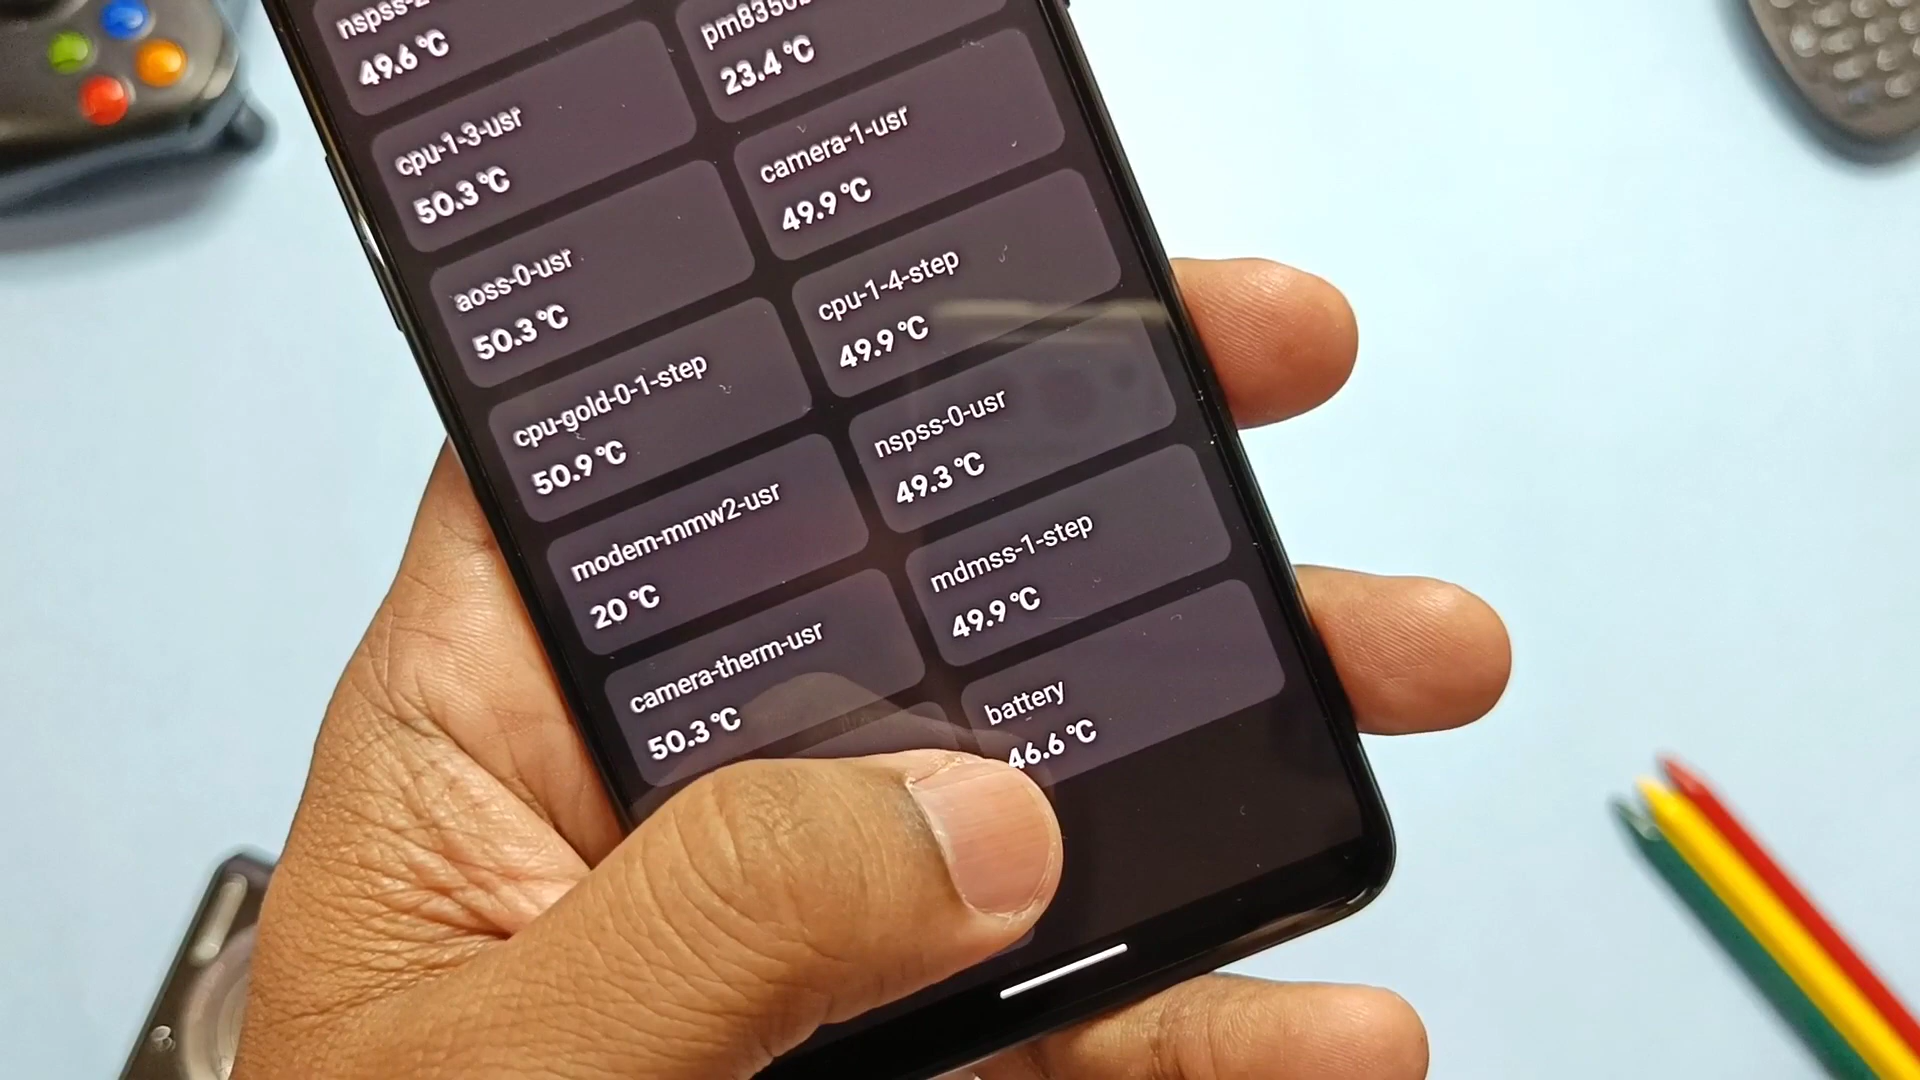 49.6 °C
23.4 °C
cpu-1-3-usr
50.3 °C
camera-1-usr
49.9 °C
aoss-0-usr
50.3 °C
cpu-1-4-step
49.9 °C
cpu-gold-0-1-step
50.9 °C
nspss-0-usr
49.3 °C
modem-mmw2-usr
20 °C
mdmss-1-step
49.9 °C
camera-therm-usr
50.3 °C
battery
46.6 °C